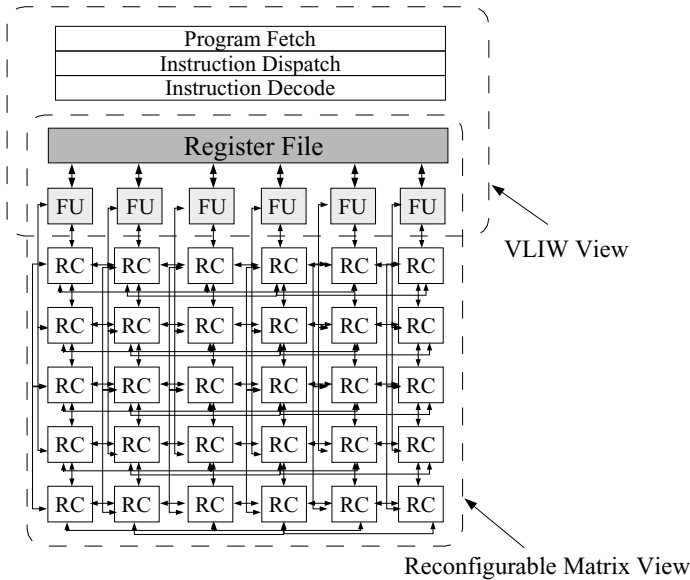 Program Fetch
Instruction Dispatch
Instruction Decode
Register File
FU FU FU FU FU FU
VLIW View
RC RC RC RC RC RC
RC RC RC RC RC RC
RC RC RC RC RC RC
RC RC RC RC RC RC
RC RC RC RC RC RC
Reconfigurable Matrix View